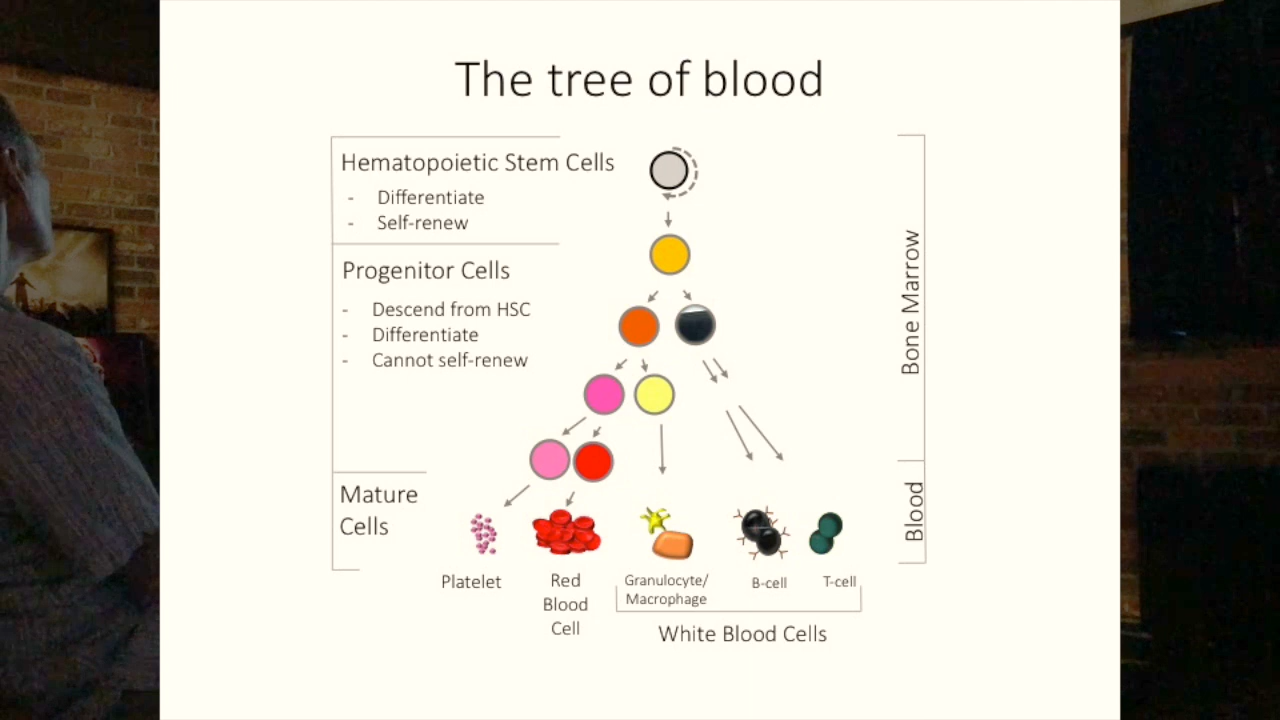 The tree of blood
Hematopoietic Stem Cells
- Differentiate
- Self-renew
Progenitor Cells
- Descend from HSC
- Differentiate
- Cannot self-renew
Mature
Cells
Bone Marrow
Blood
Platelet
Red
Blood
Cell
Granulocyte/
Macrophage
B-cell
T-cell
White Blood Cells